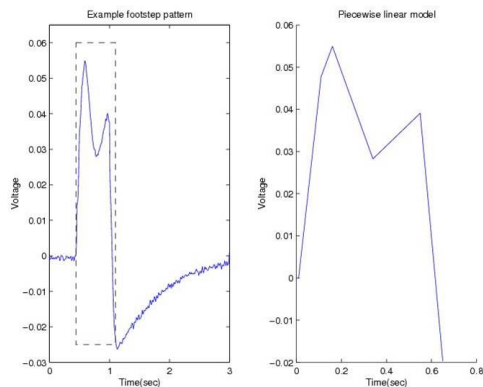 Example footstep pattern
0.06
0.05
0.04
0.03
0.02
0.01
0
−0.01
−0.02
−0.03
Voltage
0 1 2 3
Time(sec)
Piecewise linear model
0.06
0.05
0.04
0.03
0.02
0.01
0
−0.01
−0.02
Voltage
0 0.2 0.4 0.6 0.8
Time(sec)